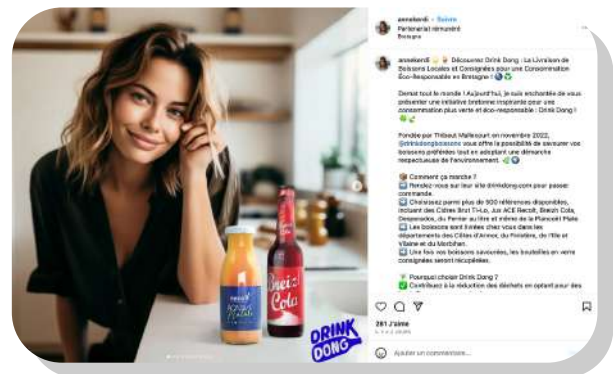 annekerdi • Suivre
Partenariat rémunéré
Bretagne
annekerdi Découvrez Drink Dong : La Livraison de
Boissons Locales et Consignées pour une Consommation
Éco-Responsable en Bretagne !
Demat tout le monde ! Aujourd'hui, je suis enchantée de vous
présenter une initiative bretonne inspirante pour une
consommation plus verte et éco-responsable : Drink Dong !
Fondée par Thibault Mallecourt en novembre 2022,
@drinkdongboissons vous offre la possibilité de savourer vos
boissons préférées tout en adoptant une démarche
respectueuse de l'environnement.
Comment ça marche ?
Rendez-vous sur leur site drinkdong.com pour passer
commande.
Choisissez parmi plus de 500 références disponibles,
incluant des Cidres Brut Ti-Lo, Jus ACE Récolt, Breizh Cola,
Desperados, du Perrier au litre et même de la Plancoët Plate
Les boissons sont livrées chez vous dans les
départements des Côtes d'Armor, du Finistère, de l'Ille et
Vilaine et du Morbihan.
Une fois vos boissons savourées, les bouteilles en verre
consignées seront récupérées.
Pourquoi choisir Drink Dong ?
Contribuez à la réduction des déchets en optant pour des
Breizh
Cola
DRINK
DONG
281 J'aime
Ajouter un commentaire...